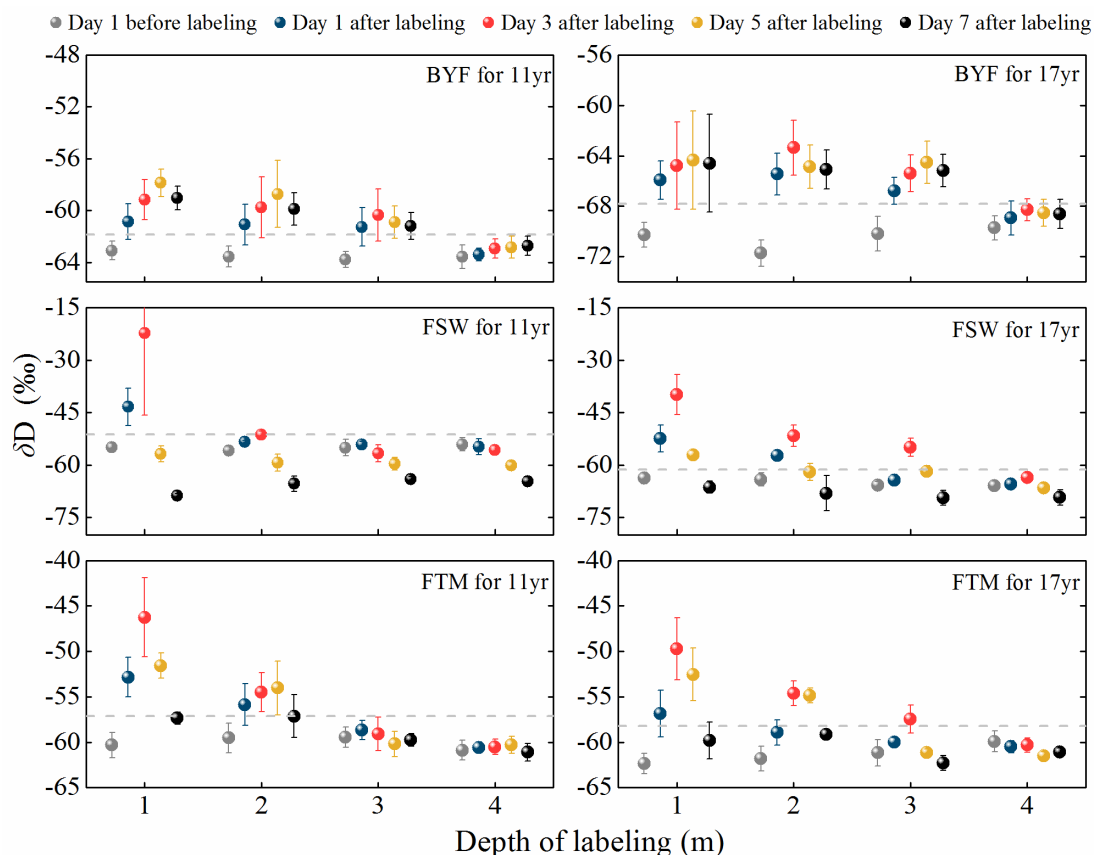 Day 1 before labeling Day 1 after labeling Day 3 after labeling Day 5 after labeling Day 7 after labeling
-48
-52
-56
-60
-64
BYF for 11yr
-56
-60
-64
-68
-72
BYF for 17yr
-15
-30
-45
-60
-75
FSW for 11yr
-15
-30
-45
-60
-75
FSW for 17yr
-40
-45
-50
-55
-60
-65
FTM for 11yr
-40
-45
-50
-55
-60
-65
FTM for 17yr
δD (‰)
1 2 3 4
1 2 3 4
Depth of labeling (m)